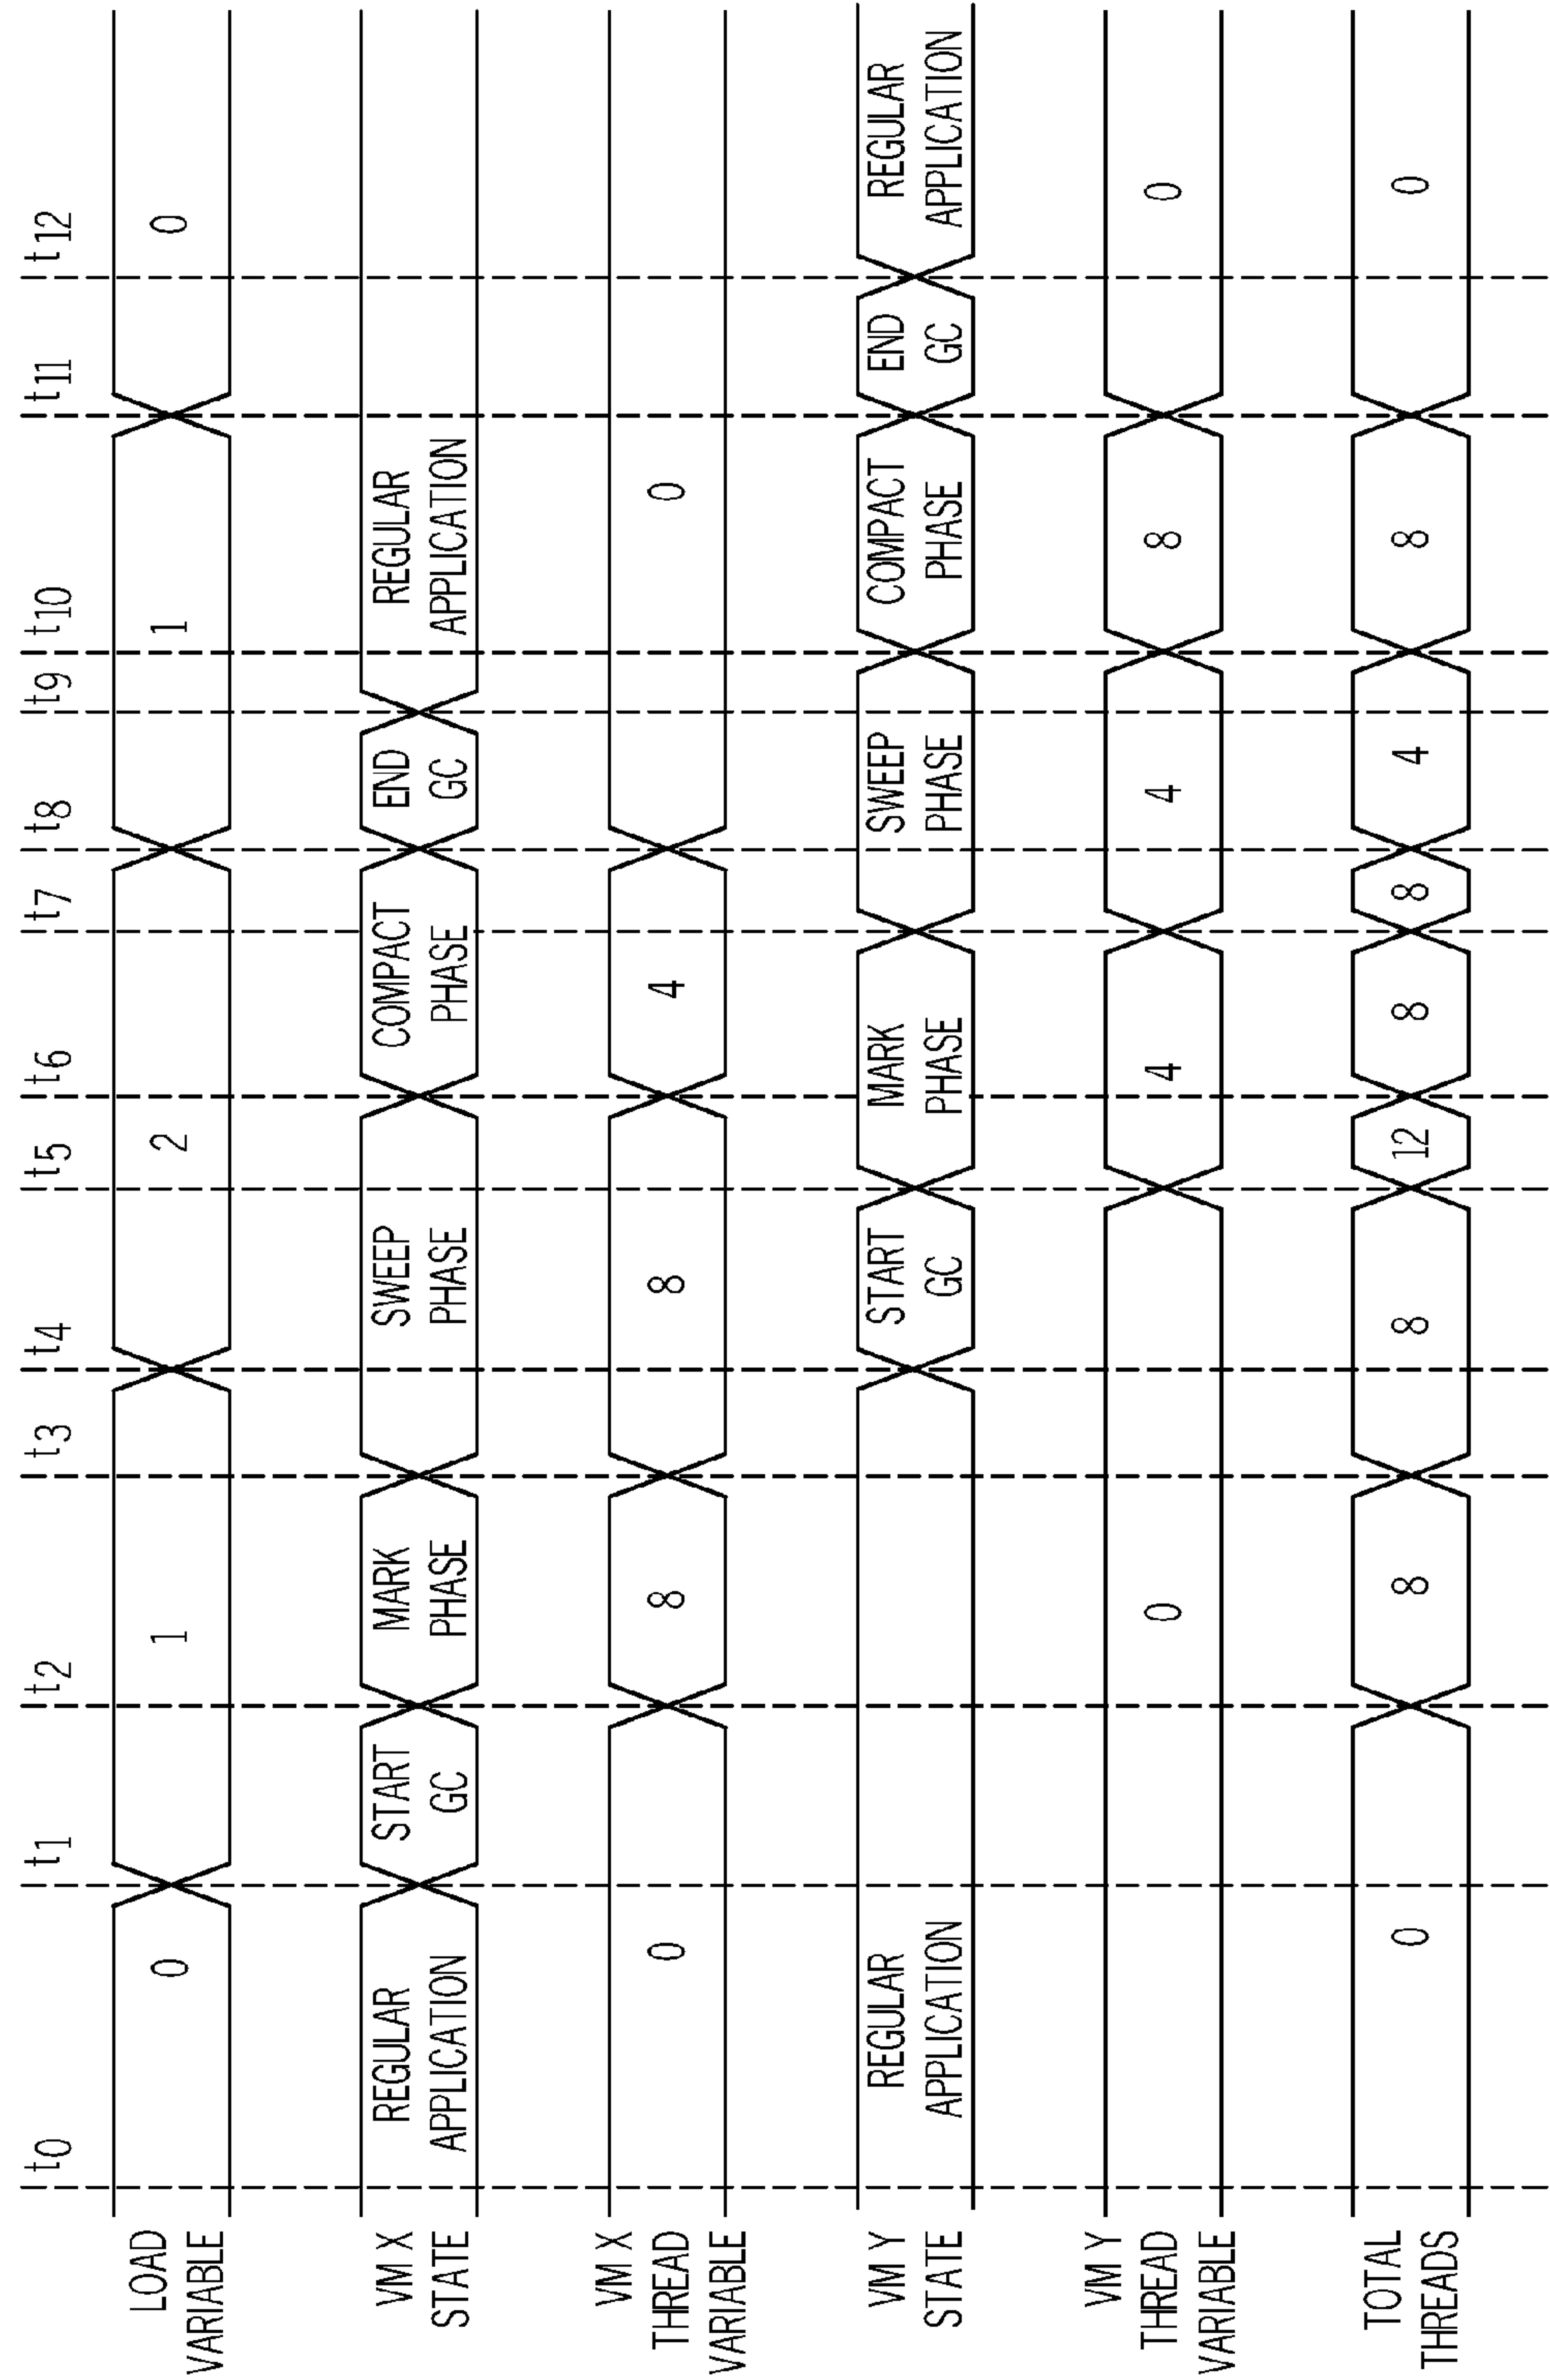 t0 t1 t2 t3 t4 t5 t6 t7 t8 t9 t10 t11 t12
LOAD
VARIABLE
0 1 2 1 0
VM X
STATE
REGULAR
APPLICATION
START
GC
MARK
PHASE
SWEEP
PHASE
COMPACT
PHASE
END
GC
REGULAR
APPLICATION
VM X
THREAD
VARIABLE
0 8 8 4 0
VM Y
STATE
REGULAR
APPLICATION
START
GC
MARK
PHASE
SWEEP
PHASE
COMPACT
PHASE
END
GC
REGULAR
APPLICATION
VM Y
THREAD
VARIABLE
0 4 4 8 0
TOTAL
THREADS
0 8 8 12 8 8 4 8 0